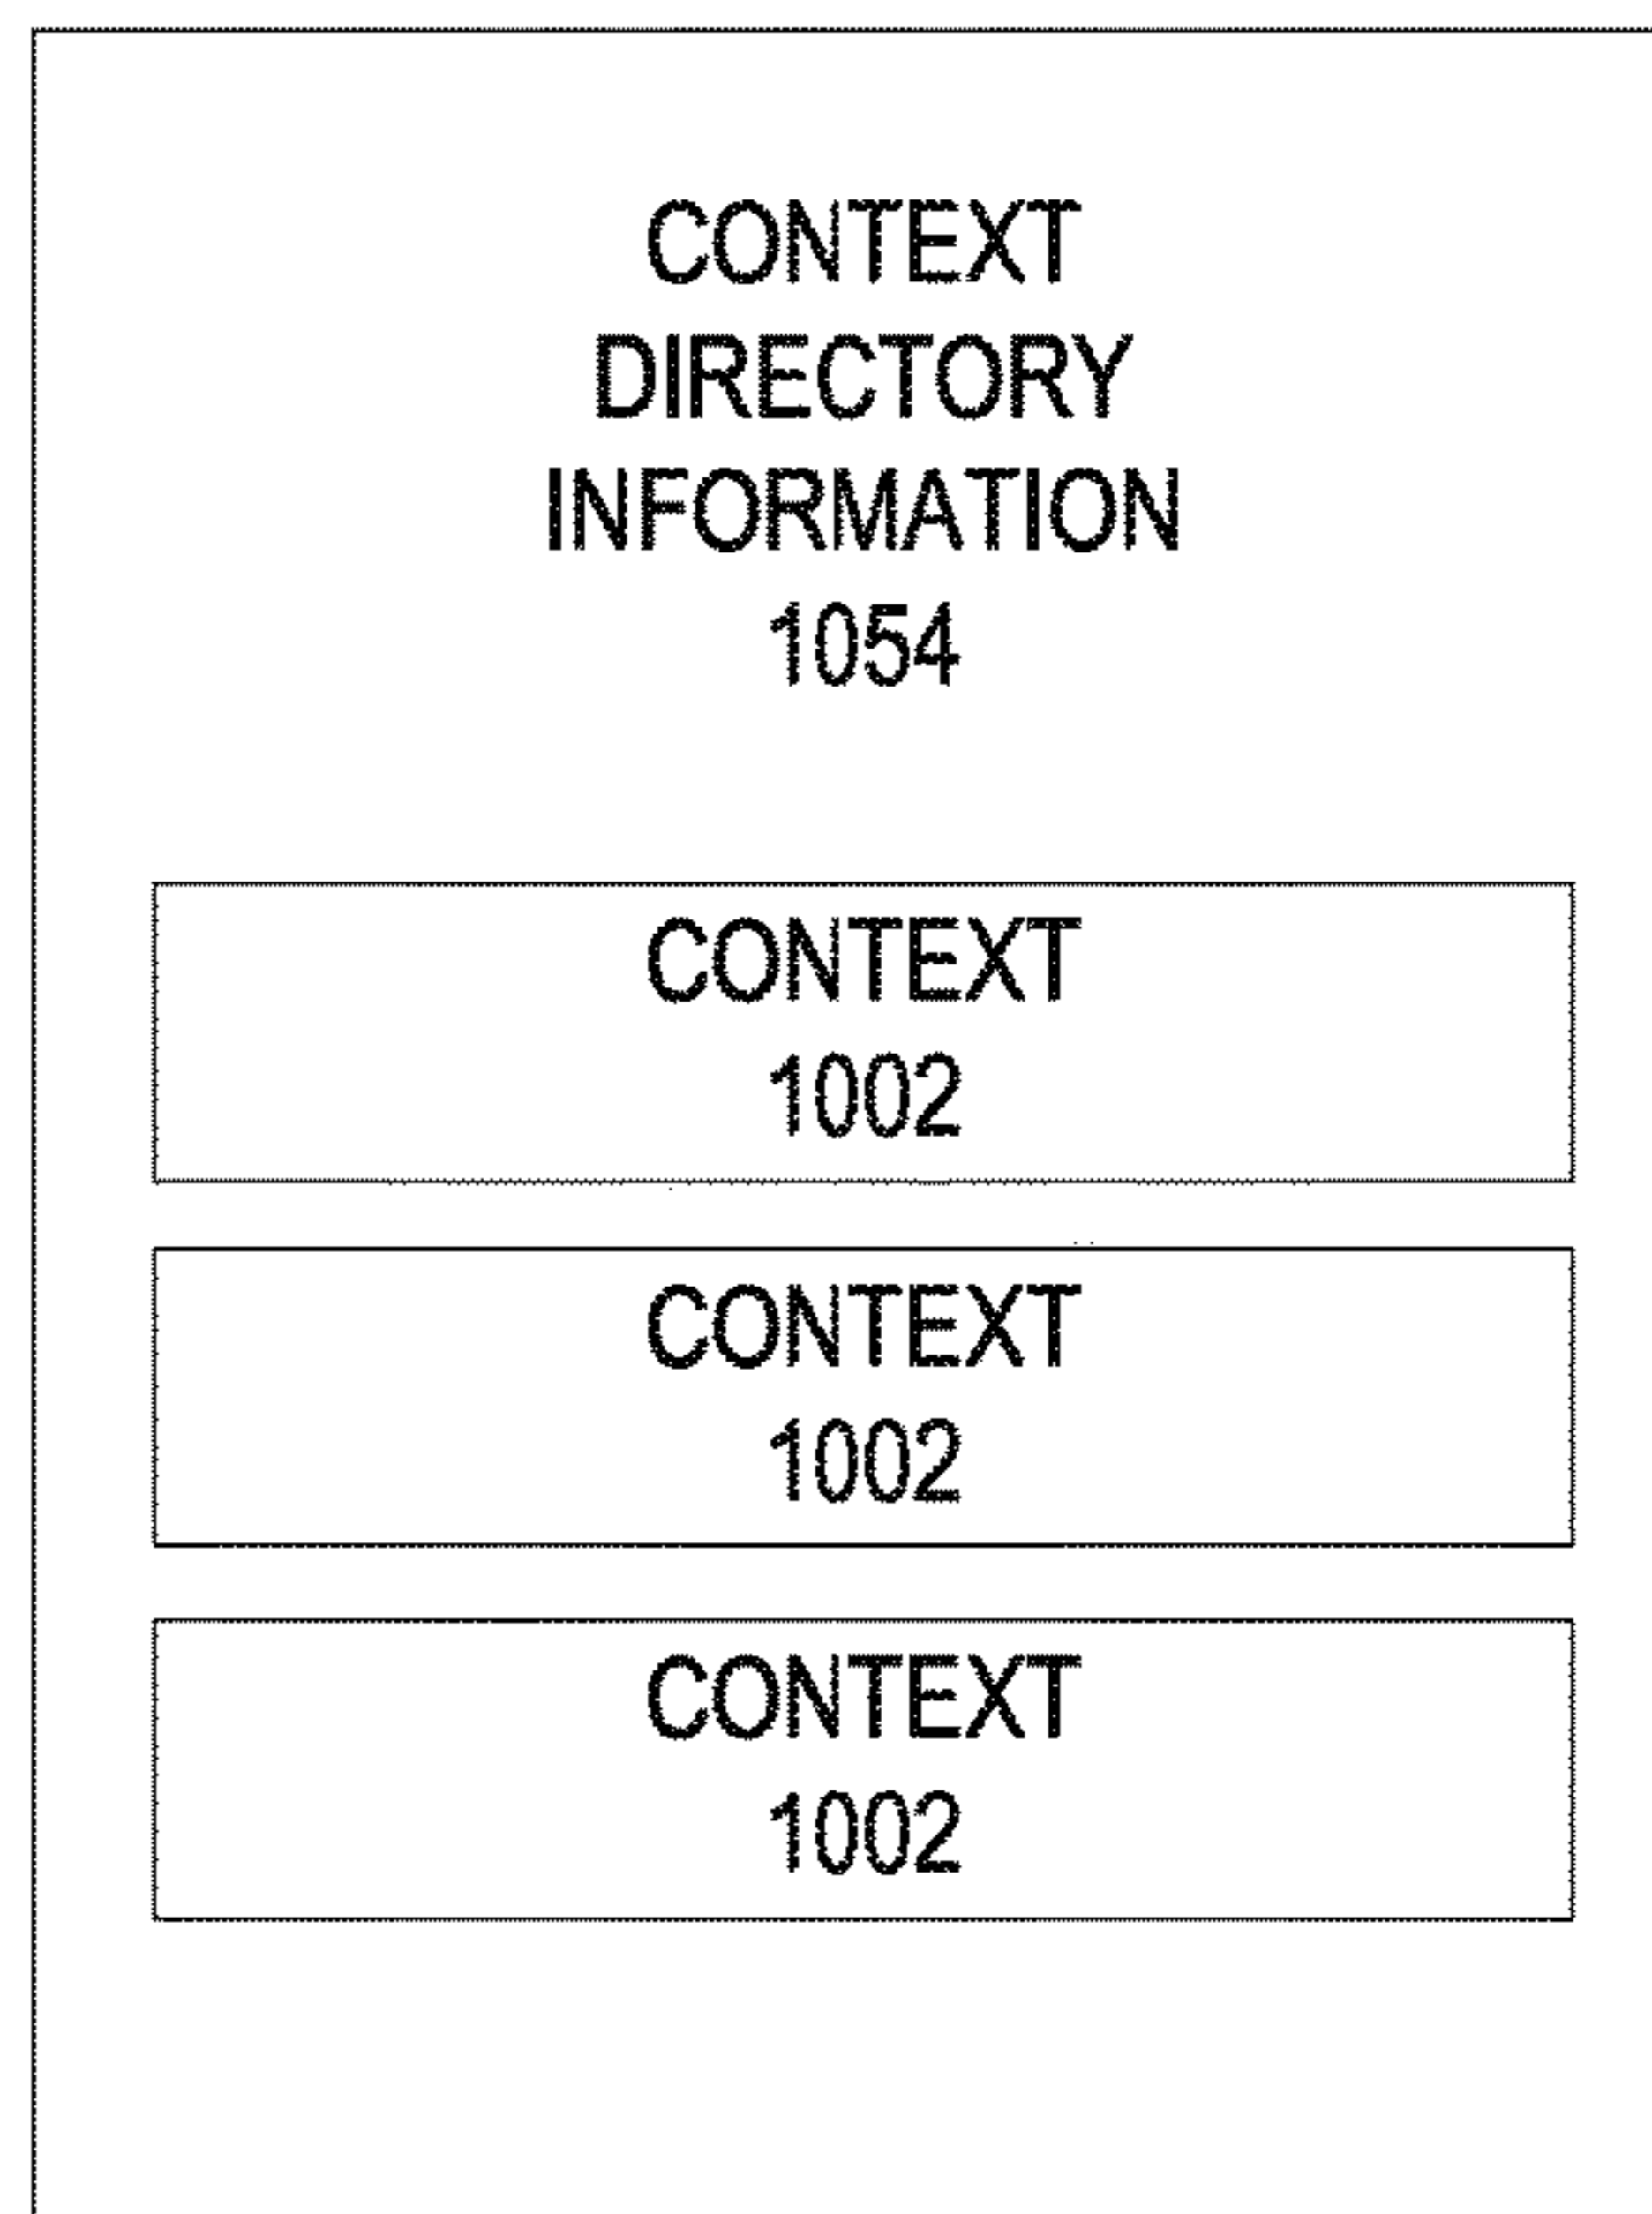 CONTEXT
DIRECTORY
INFORMATION
1054
CONTEXT
1002
CONTEXT
1002
CONTEXT
1002